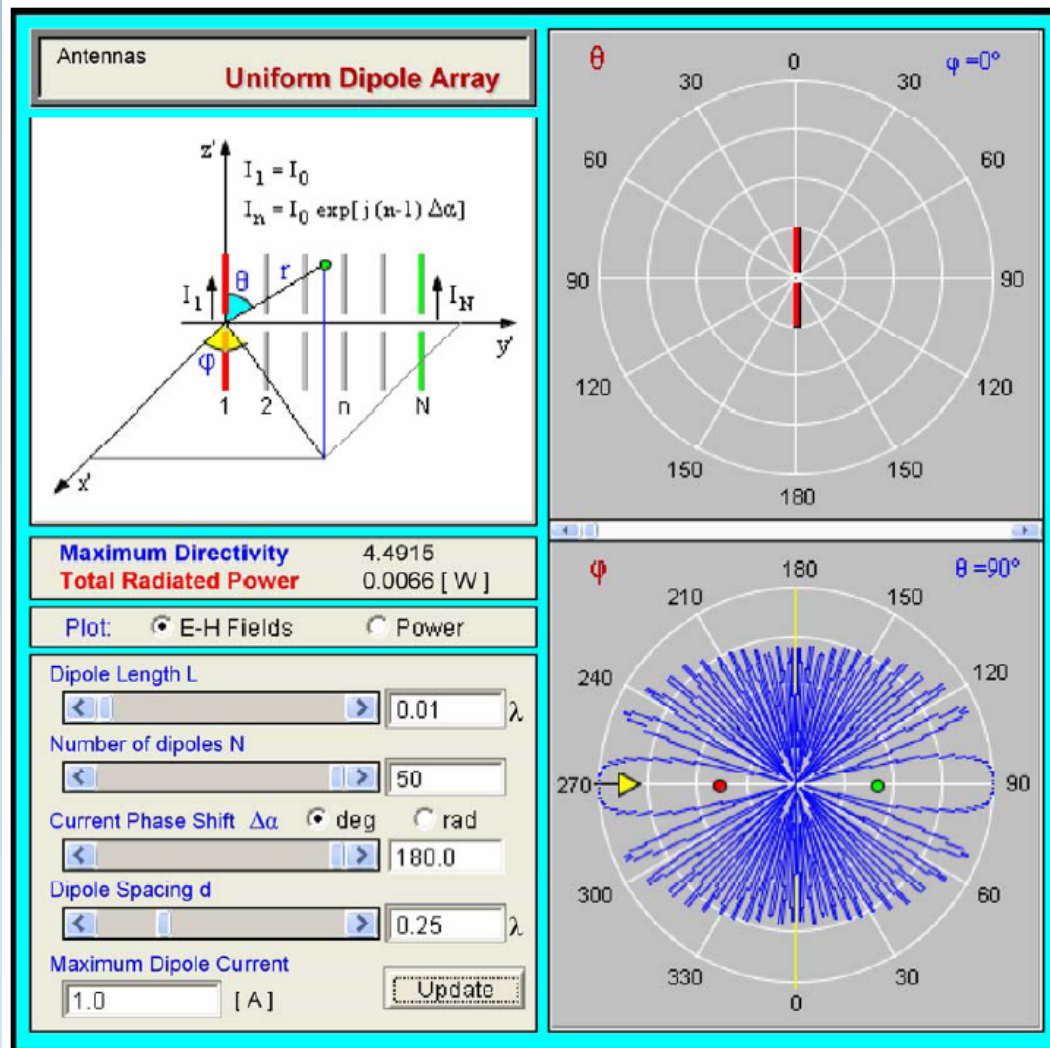 Antennas
Uniform Dipole Array
z'
I1 = I0
In = I0 exp[j(n-1) Δα]
θ
r
I1
IN
y'
φ
1 2 n N
x'
Maximum Directivity 4.4915
Total Radiated Power 0.0066 [ W ]
Plot: E-H Fields Power
Dipole Length L
0.01 λ
Number of dipoles N
50
Current Phase Shift Δα deg rad
180.0
Dipole Spacing d
0.25 λ
Maximum Dipole Current
1.0 [ A ]
Update
θ 0 φ =0°
30 30
60 60
90 90
120 120
150 150
180
φ 180 θ =90°
210 150
240 120
270 90
300 60
330 30
0